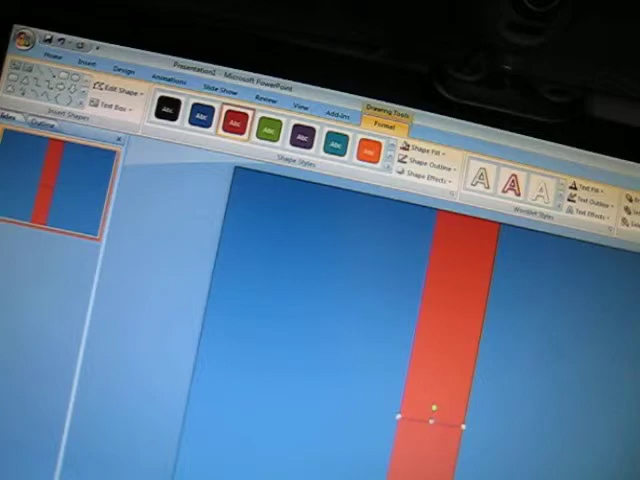 Presentation1 - Microsoft PowerPoint
Drawing Tools
Home Insert Design Animations Slide Show Review View Add-Ins Format
Edit Shape
Text Box
Insert Shapes
Abc Abc Abc Abc Abc Abc Abc
Shape Styles
Shape Fill
Shape Outline
Shape Effects
A A A
WordArt Styles
Text Fill
Text Outline
Text Effects
Outline